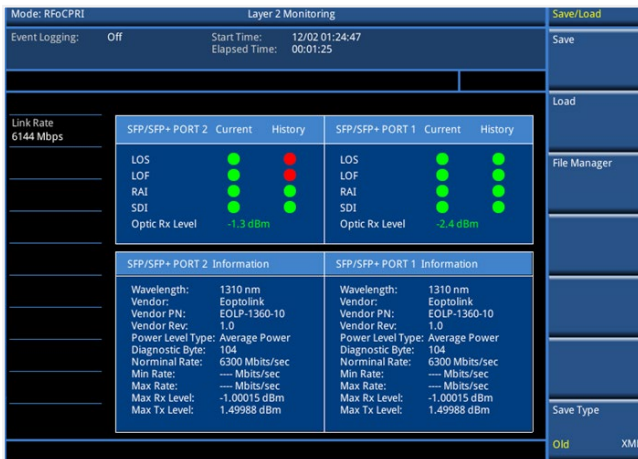 Mode: RFoCPRI Layer 2 Monitoring Save/Load
Event Logging: Off Start Time: 12/02 01:24:47
Elapsed Time: 00:01:25
Save
Load
File Manager
Save Type
Old XMl
Link Rate
6144 Mbps
SFP/SFP+ PORT 2 Current History
LOS
LOF
RAI
SDI
Optic Rx Level -1.3 dBm
SFP/SFP+ PORT 1 Current History
LOS
LOF
RAI
SDI
Optic Rx Level -2.4 dBm
SFP/SFP+ PORT 2 Information
Wavelength: 1310 nm
Vendor: Eoptolink
Vendor PN: EOLP-1360-10
Vendor Rev: 1.0
Power Level Type: Average Power
Diagnostic Byte: 104
Norminal Rate: 6300 Mbits/sec
Min Rate: ---- Mbits/sec
Max Rate: ---- Mbits/sec
Max Rx Level: -1.00015 dBm
Max Tx Level: 1.49988 dBm
SFP/SFP+ PORT 1 Information
Wavelength: 1310 nm
Vendor: Eoptolink
Vendor PN: EOLP-1360-10
Vendor Rev: 1.0
Power Level Type: Average Power
Diagnostic Byte: 104
Norminal Rate: 6300 Mbits/sec
Min Rate: ---- Mbits/sec
Max Rate: ---- Mbits/sec
Max Rx Level: -1.00015 dBm
Max Tx Level: 1.49988 dBm